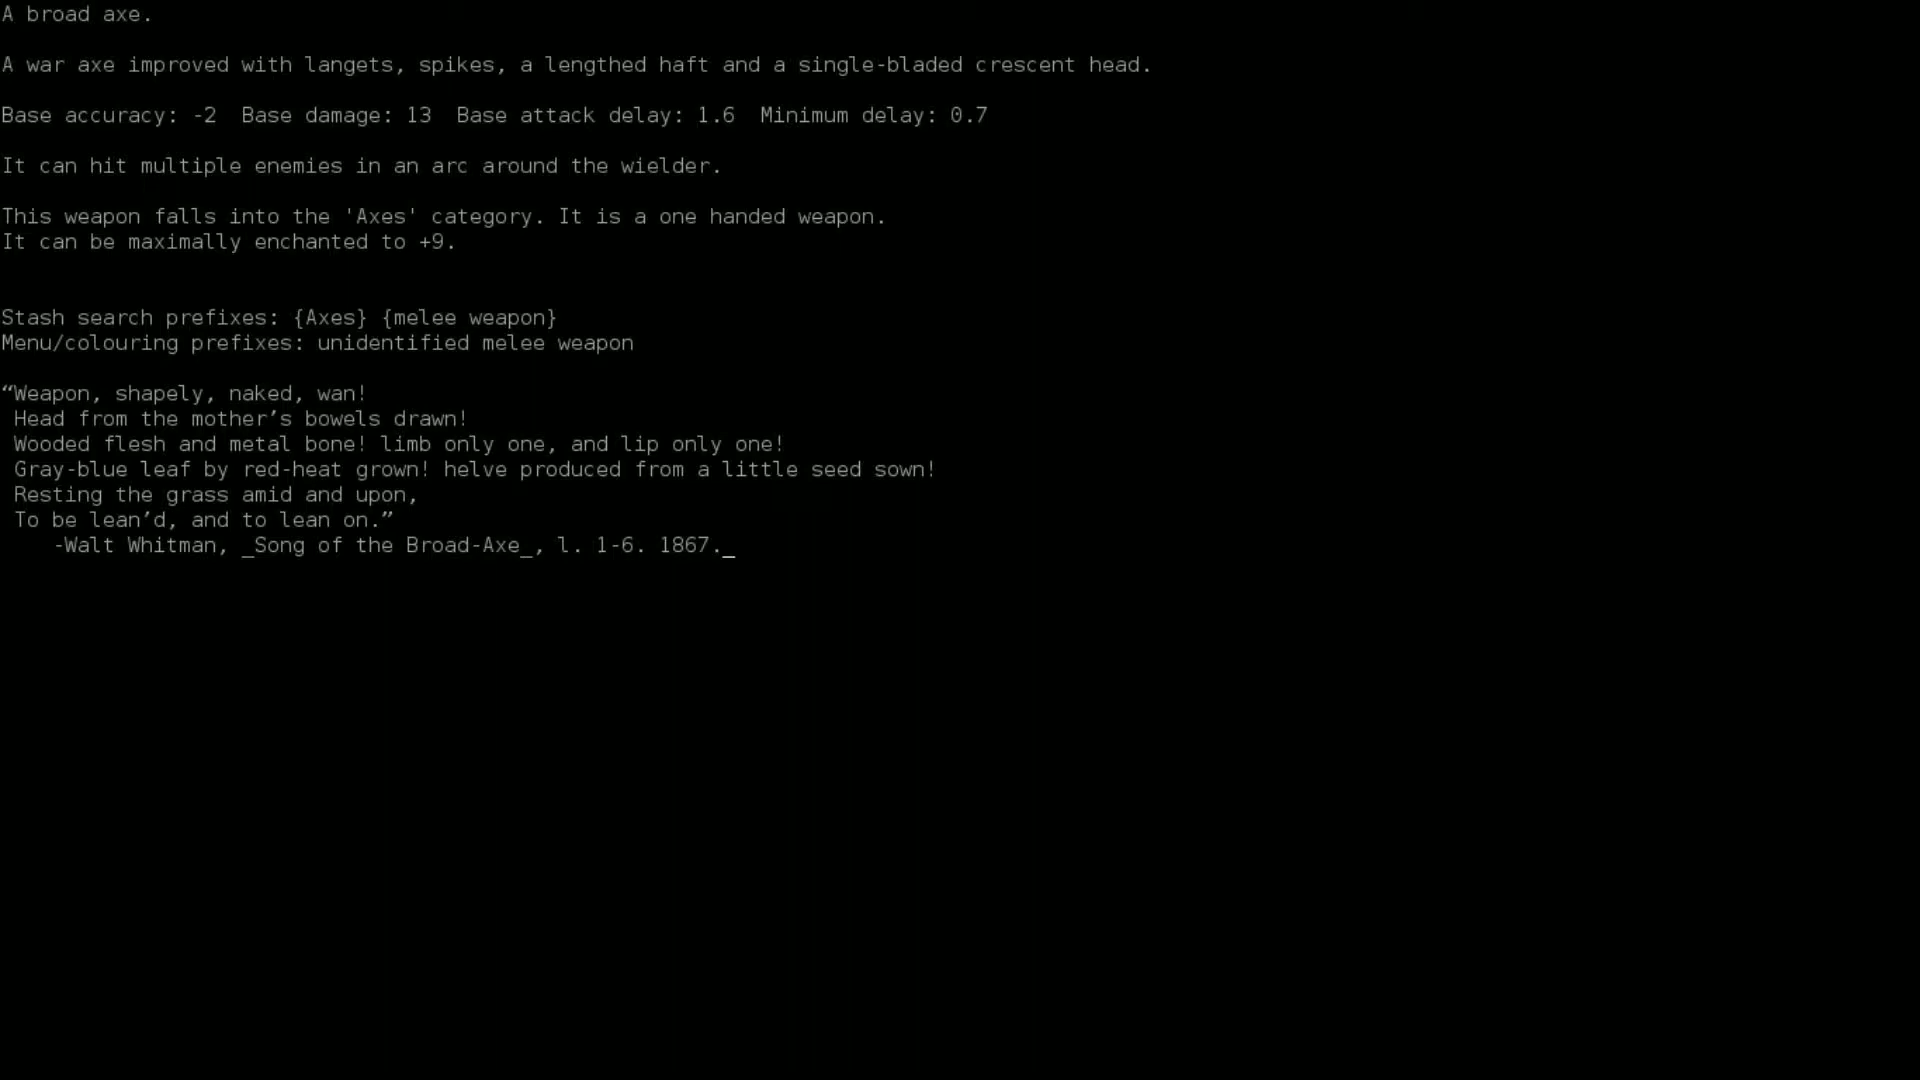 A broad axe.
A war axe improved with langets, spikes, a lengthed haft and a single-bladed crescent head.
Base accuracy: -2  Base damage: 13  Base attack delay: 1.6  Minimum delay: 0.7
It can hit multiple enemies in an arc around the wielder.
This weapon falls into the 'Axes' category. It is a one handed weapon.
It can be maximally enchanted to +9.
Stash search prefixes: {Axes} {melee weapon}
Menu/colouring prefixes: unidentified melee weapon
“Weapon, shapely, naked, wan!
Head from the mother’s bowels drawn!
Wooded flesh and metal bone! limb only one, and lip only one!
Gray-blue leaf by red-heat grown! helve produced from a little seed sown!
Resting the grass amid and upon,
To be lean’d, and to lean on.”
-Walt Whitman, _Song of the Broad-Axe_, l. 1-6. 1867._